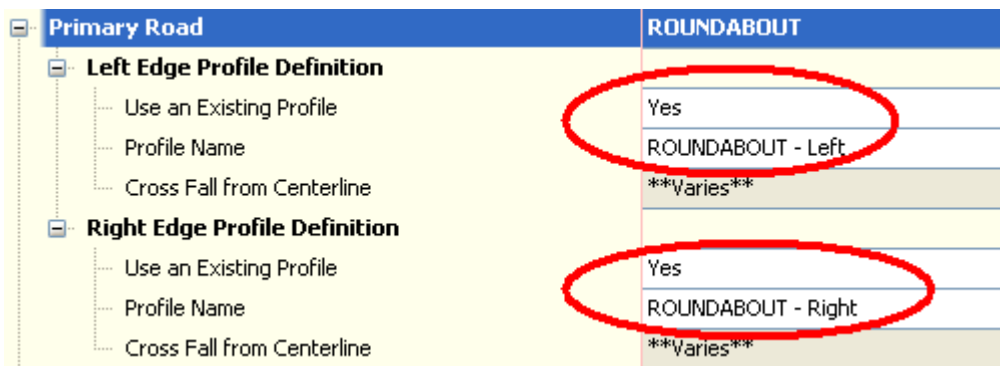 Primary Road ROUNDABOUT
Left Edge Profile Definition
Use an Existing Profile Yes
Profile Name ROUNDABOUT - Left
Cross Fall from Centerline **Varies**
Right Edge Profile Definition
Use an Existing Profile Yes
Profile Name ROUNDABOUT - Right
Cross Fall from Centerline **Varies**